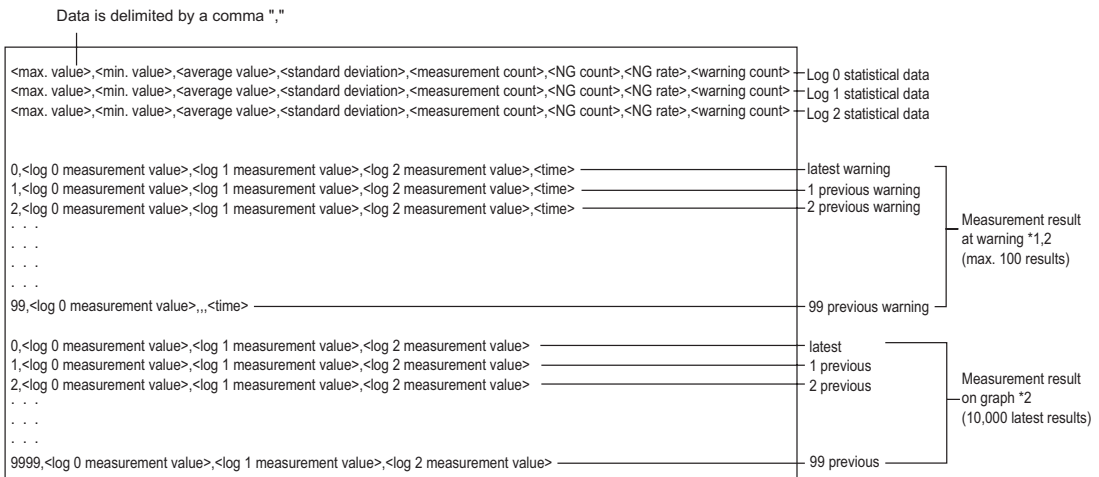 Data is delimited by a comma ","
<max. value>,<min. value>,<average value>,<standard deviation>,<measurement count>,<NG count>,<NG rate>,<warning count> Log 0 statistical data
<max. value>,<min. value>,<average value>,<standard deviation>,<measurement count>,<NG count>,<NG rate>,<warning count> Log 1 statistical data
<max. value>,<min. value>,<average value>,<standard deviation>,<measurement count>,<NG count>,<NG rate>,<warning count> Log 2 statistical data
0,<log 0 measurement value>,<log 1 measurement value>,<log 2 measurement value>,<time> latest warning
1,<log 0 measurement value>,<log 1 measurement value>,<log 2 measurement value>,<time> 1 previous warning
2,<log 0 measurement value>,<log 1 measurement value>,<log 2 measurement value>,<time> 2 previous warning
. . .
. . .
. . .
. . .
99,<log 0 measurement value>,,,<time> 99 previous warning
Measurement result
at warning *1,2
(max. 100 results)
0,<log 0 measurement value>,<log 1 measurement value>,<log 2 measurement value> latest
1,<log 0 measurement value>,<log 1 measurement value>,<log 2 measurement value> 1 previous
2,<log 0 measurement value>,<log 1 measurement value>,<log 2 measurement value> 2 previous
. . .
. . .
. . .
9999,<log 0 measurement value>,<log 1 measurement value>,<log 2 measurement value> 99 previous
Measurement result
on graph *2
(10,000 latest results)